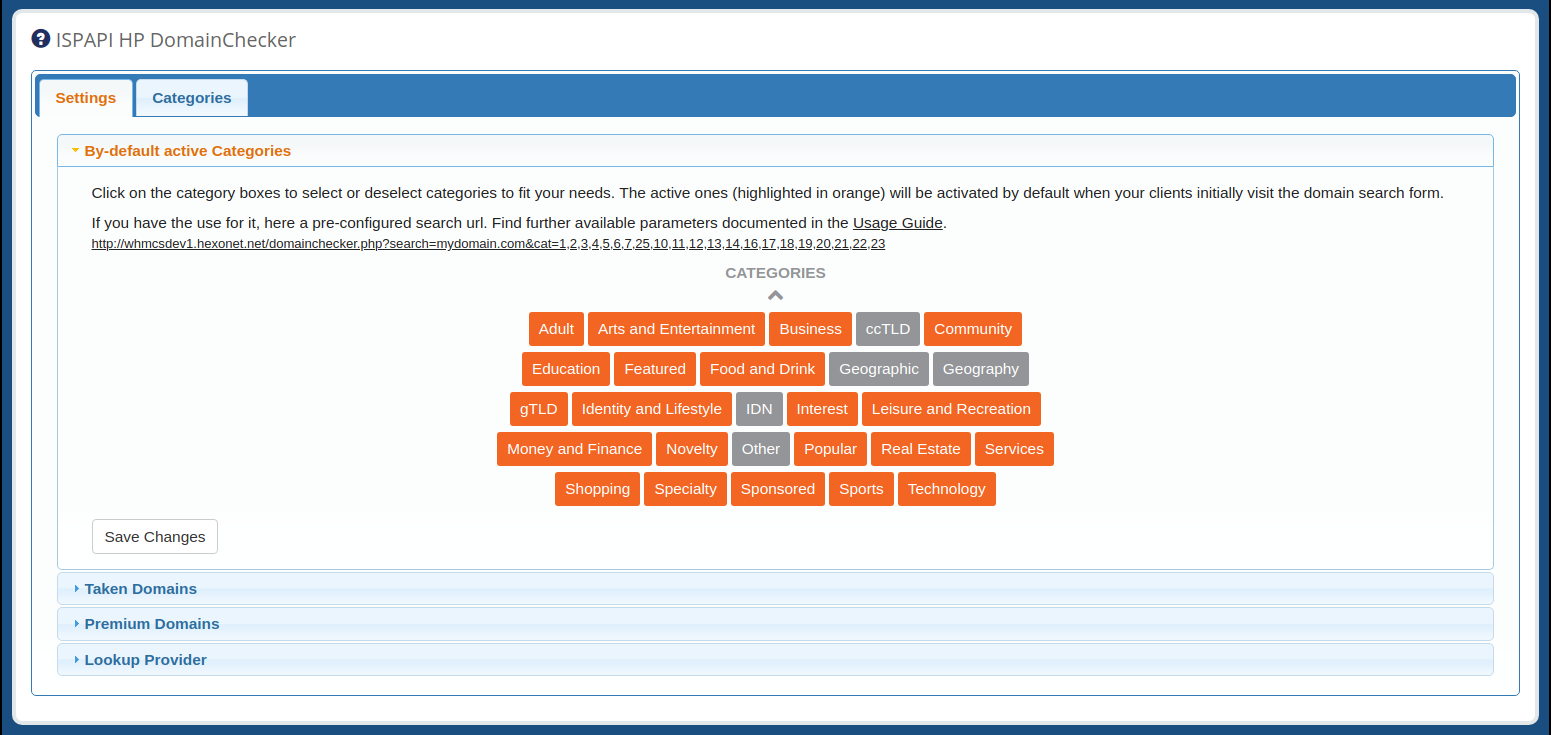 ISPAPI HP DomainChecker
Settings Categories
By-default active Categories
Click on the category boxes to select or deselect categories to fit your needs. The active ones (highlighted in orange) will be activated by default when your clients initially visit the domain search form.
If you have the use for it, here a pre-configured search url. Find further available parameters documented in the Usage Guide.
http://whmcsdev1.hexonet.net/domainchecker.php?search=mydomain.com&cat=1,2,3,4,5,6,7,25,10,11,12,13,14,16,17,18,19,20,21,22,23
CATEGORIES
Adult Arts and Entertainment Business ccTLD Community
Education Featured Food and Drink Geographic Geography
gTLD Identity and Lifestyle IDN Interest Leisure and Recreation
Money and Finance Novelty Other Popular Real Estate Services
Shopping Specialty Sponsored Sports Technology
Save Changes
Taken Domains
Premium Domains
Lookup Provider